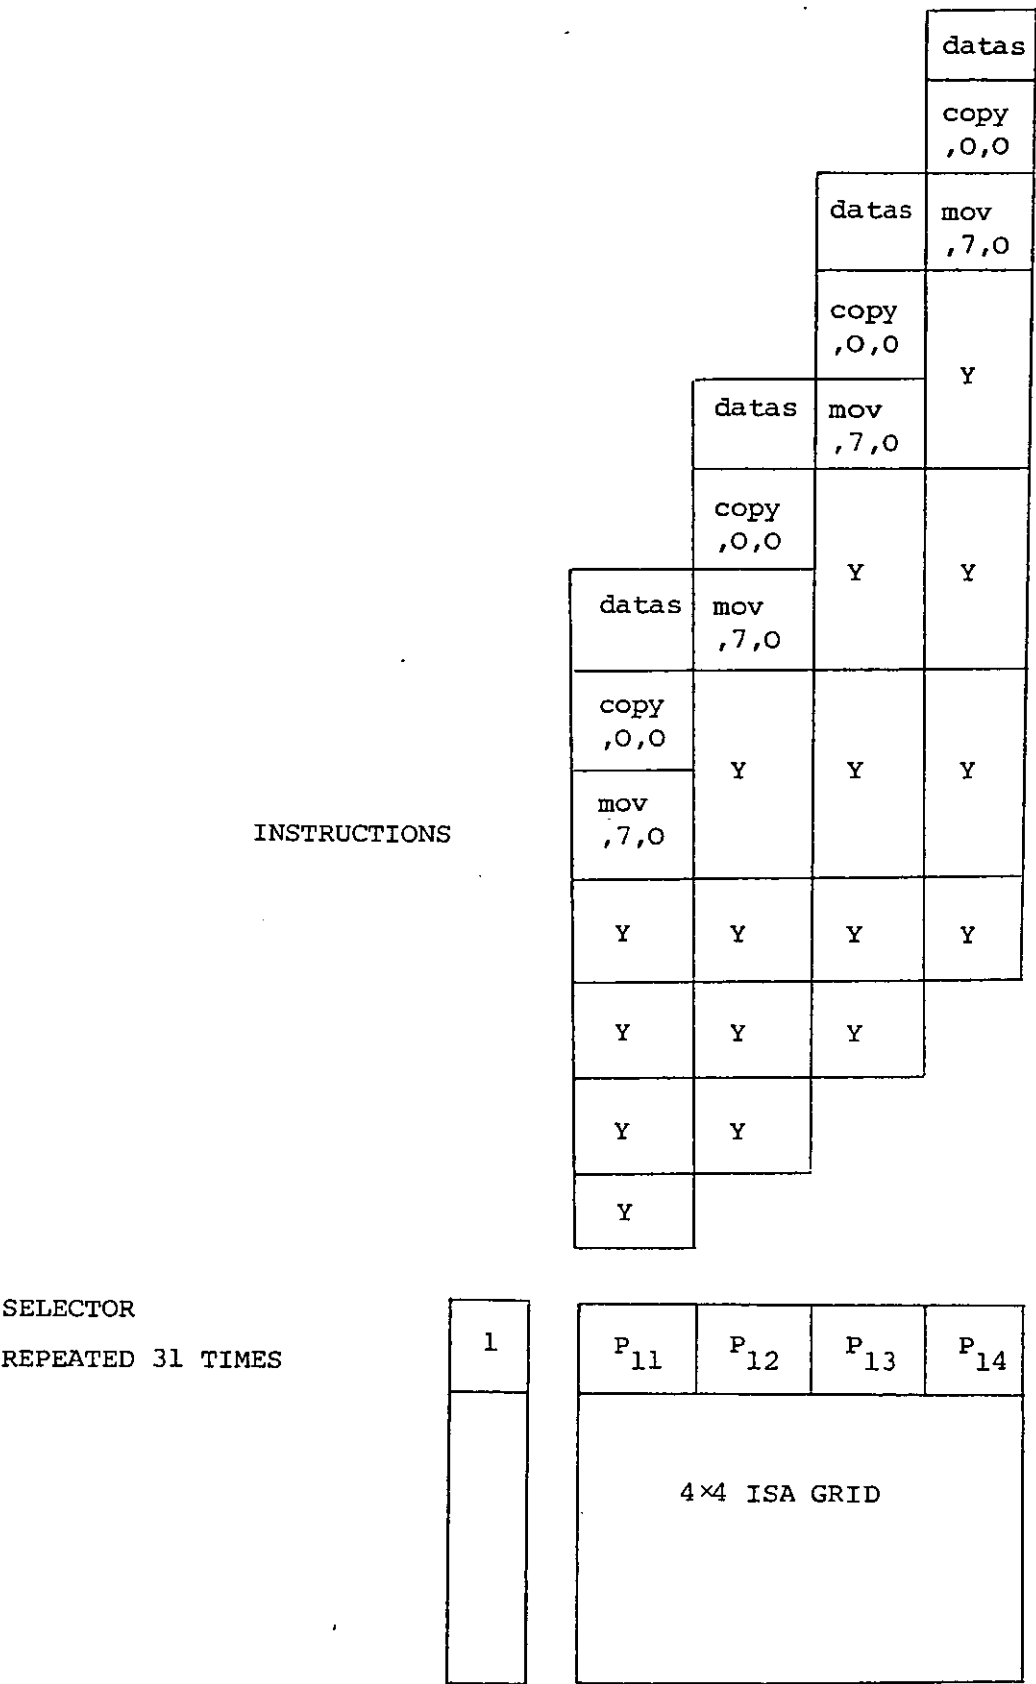 datas
copy
,0,0
datas mov
,7,0
copy
,0,0
Y
datas mov
,7,0
copy
,0,0
Y Y
datas mov
,7,0
copy
,0,0
Y Y Y
mov
,7,0
INSTRUCTIONS
Y Y Y Y
Y Y Y
Y Y
Y
SELECTOR
REPEATED 31 TIMES
1 P11 P12 P13 P14
4×4 ISA GRID